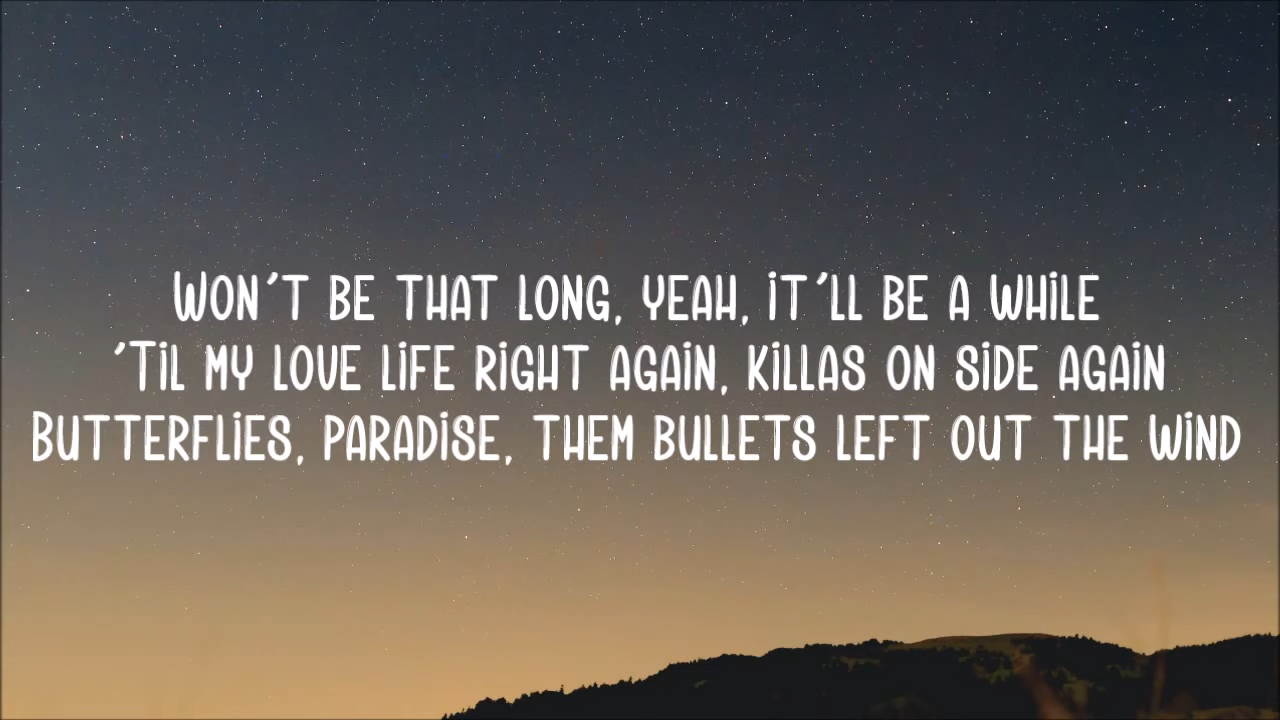 Won't be that long, yeah, it'll be a while
'Til my love life right again, killas on side again
Butterflies, paradise, them bullets left out the wind